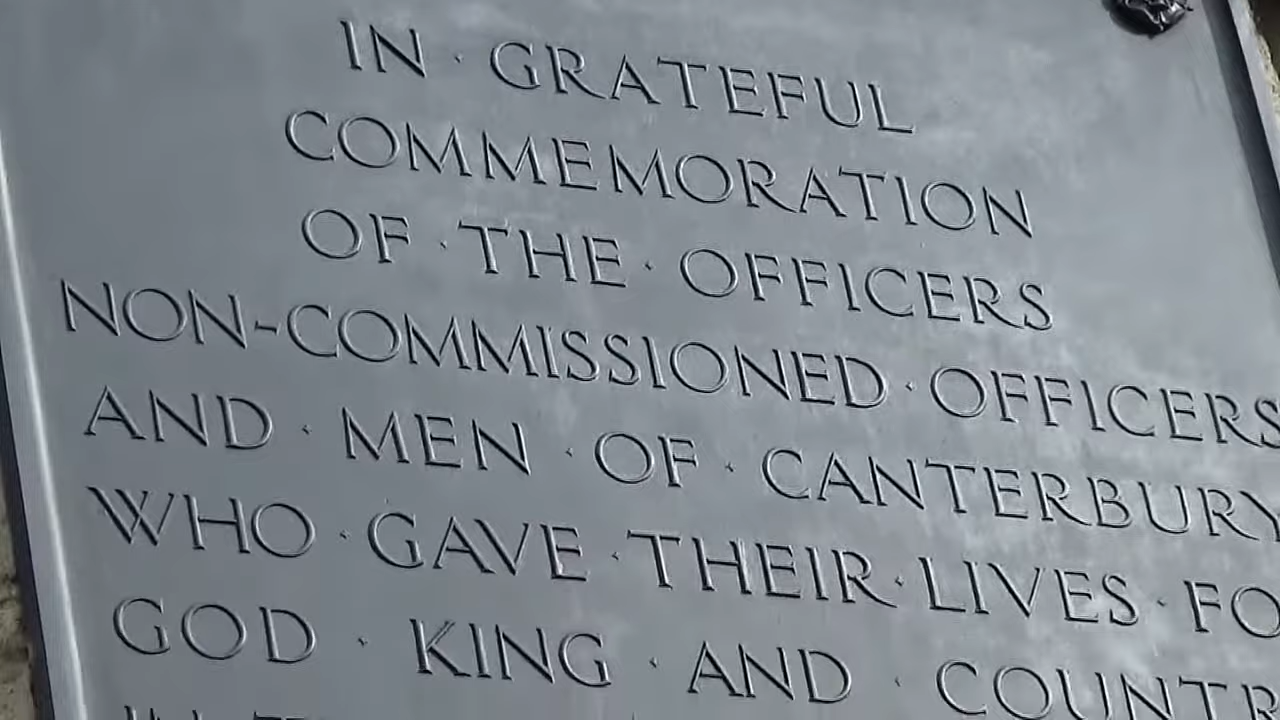 IN · GRATEFUL
COMMEMORATION
OF · THE · OFFICERS
NON-COMMISSIONED · OFFICERS
AND · MEN · OF · CANTERBURY
WHO · GAVE · THEIR · LIVES · FO
GOD · KING · AND · COUNTR